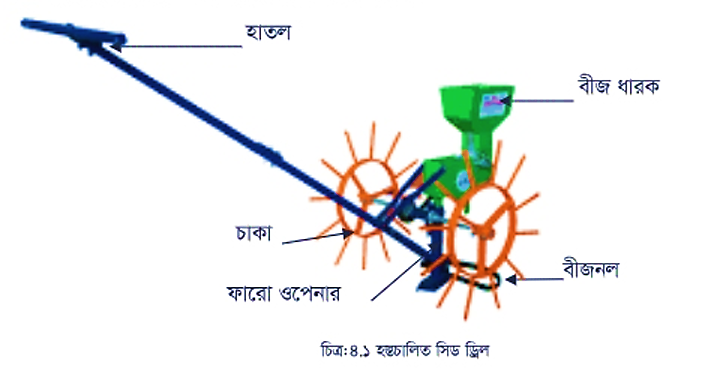 হাতল
বীজ ধারক
চাকা
বীজনল
ফারো ওপেনার
চিত্র:৪.১ হস্তচালিত সিড ড্রিল